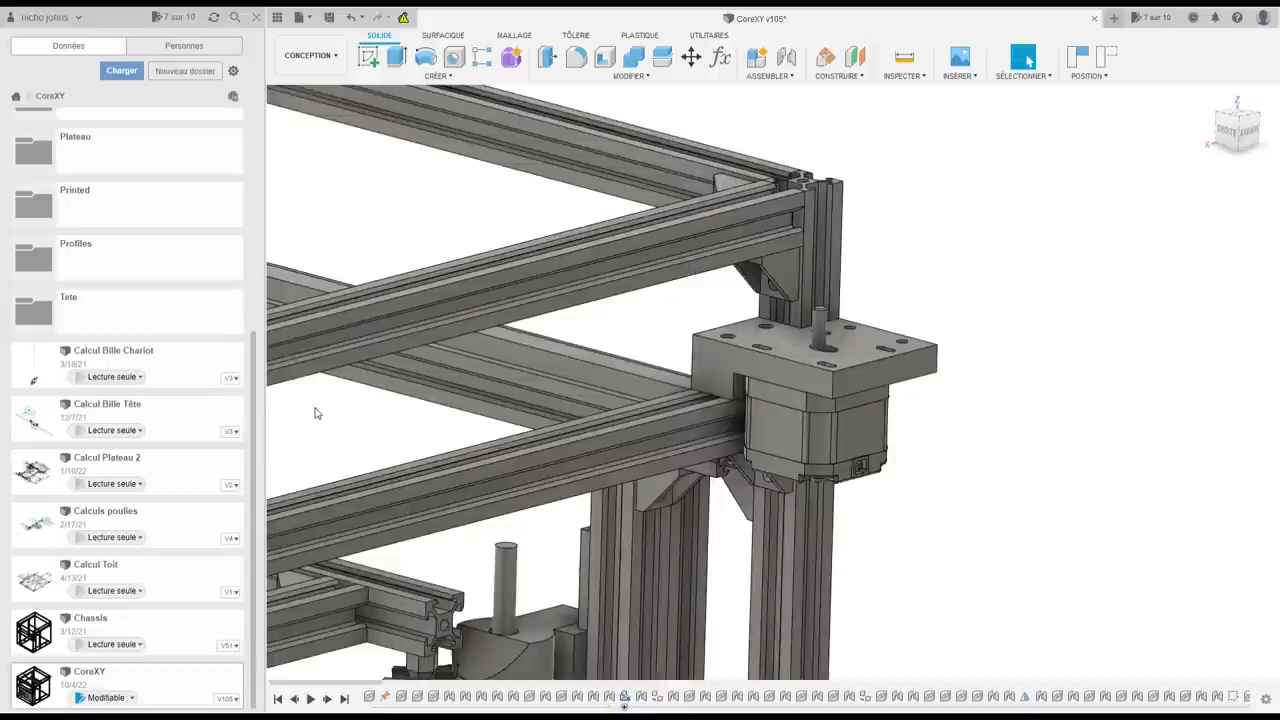 nicho johns
7 sur 10
CoreXY v105*
7 sur 10
Données
Personnes
SOLIDE
SURFACIQUE
MAILLAGE
TÔLERIE
PLASTIQUE
UTILITAIRES
CONCEPTION
Charger
Nouveau dossier
CRÉER
MODIFIER
ASSEMBLER
CONSTRUIRE
INSPECTER
INSÉRER
SÉLECTIONNER
POSITION
CoreXY
Plateau
Printed
Profiles
Tete
Calcul Bille Chariot
3/18/21
Lecture seule
V3
Calcul Bille Tête
12/7/21
Lecture seule
V3
Calcul Plateau 2
1/10/22
Lecture seule
V2
Calculs poulies
2/17/21
Lecture seule
V4
Calcul Toit
4/13/21
Lecture seule
V1
Chassis
3/12/21
Lecture seule
V51
CoreXY
10/4/22
Modifiable
V105
Z
X
DROITE